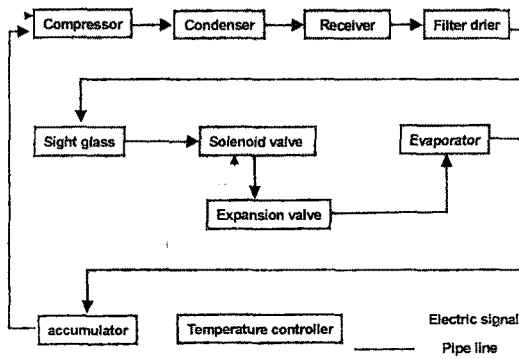 Compressor
Condenser
Receiver
Filter drier
Sight glass
Solenoid valve
Evaporator
Expansion valve
accumulator
Temperature controller
Electric signal
Pipe line